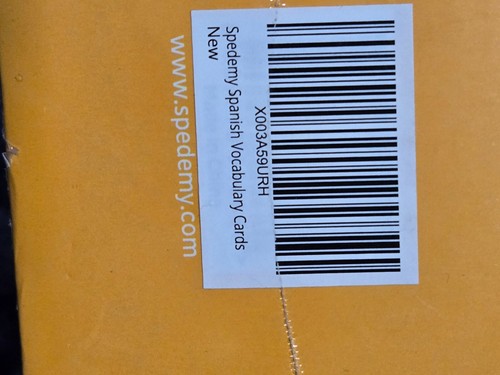 X003A59URH
Spedemy Spanish Vocabulary Cards
New
www.spedemy.com